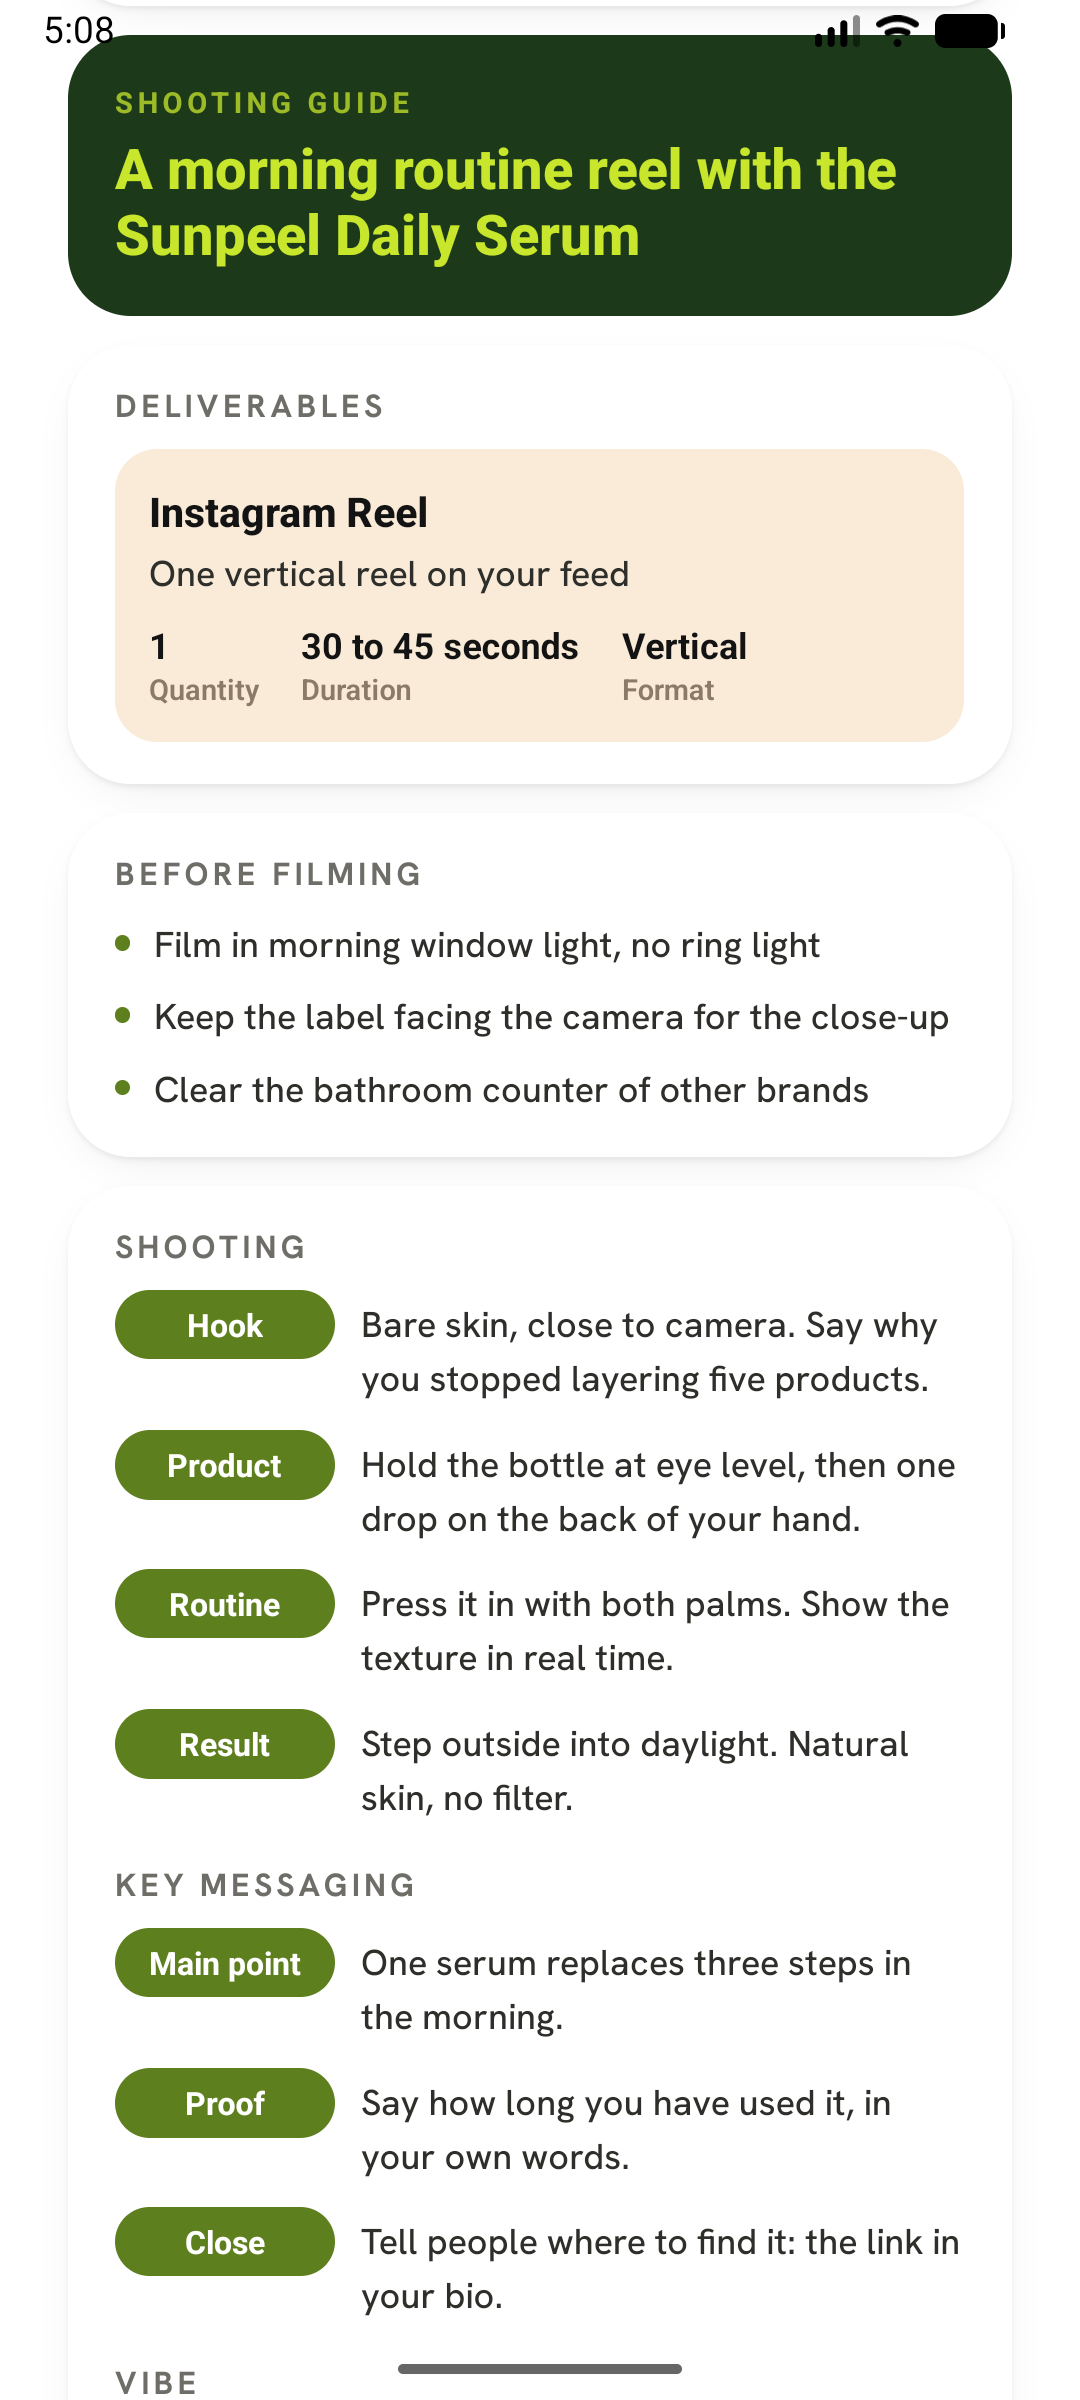 5:08
SHOOTING GUIDE
A morning routine reel with the
Sunpeel Daily Serum
DELIVERABLES
Instagram Reel
One vertical reel on your feed
1 30 to 45 seconds Vertical
Quantity Duration Format
BEFORE FILMING
Film in morning window light, no ring light
Keep the label facing the camera for the close-up
Clear the bathroom counter of other brands
SHOOTING
Hook Bare skin, close to camera. Say why
you stopped layering five products.
Product Hold the bottle at eye level, then one
drop on the back of your hand.
Routine Press it in with both palms. Show the
texture in real time.
Result Step outside into daylight. Natural
skin, no filter.
KEY MESSAGING
Main point One serum replaces three steps in
the morning.
Proof Say how long you have used it, in
your own words.
Close Tell people where to find it: the link in
your bio.
VIBE